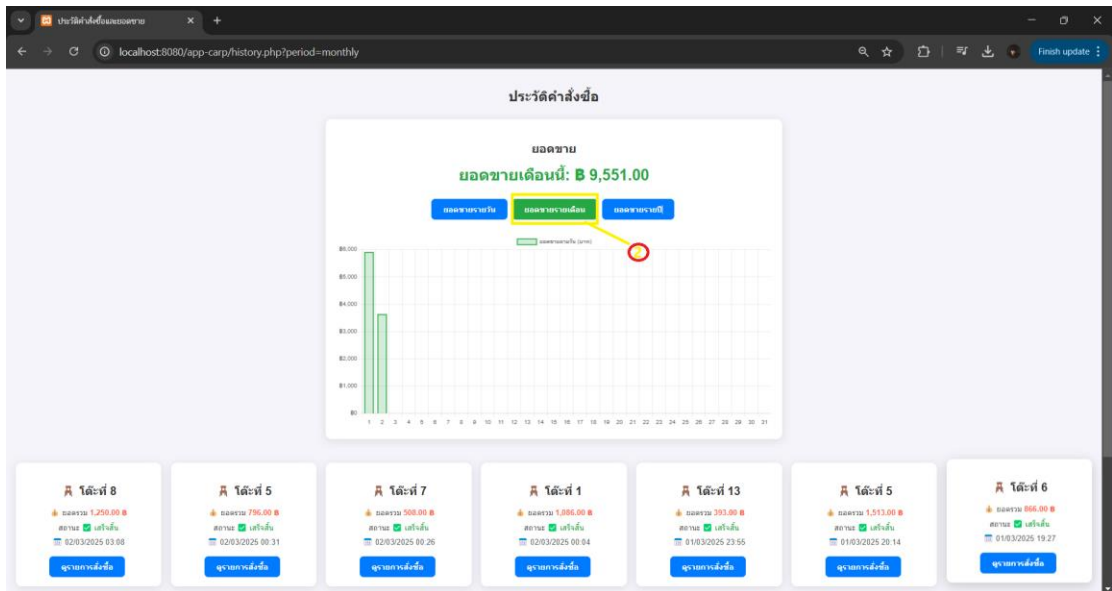 ประวัติคำสั่งซื้อและยอดขาย
localhost:8080/app-carp/history.php?period=monthly
Finish update
ประวัติคำสั่งซื้อ
ยอดขาย
ยอดขายเดือนนี้: ฿ 9,551.00
ยอดขายรายวัน ยอดขายรายเดือน ยอดขายรายปี
2
ยอดขายรายวัน (บาท)
฿6,000
฿5,000
฿4,000
฿3,000
฿2,000
฿1,000
฿0
1 2 3 4 5 6 7 8 9 10 11 12 13 14 15 16 17 18 19 20 21 22 23 24 25 26 27 28 29 30 31
โต๊ะที่ 8
ยอดรวม 1,250.00 ฿
สถานะ เสร็จสิ้น
02/03/2025 03:08
ดูรายการสั่งซื้อ
โต๊ะที่ 5
ยอดรวม 796.00 ฿
สถานะ เสร็จสิ้น
02/03/2025 00:31
ดูรายการสั่งซื้อ
โต๊ะที่ 7
ยอดรวม 508.00 ฿
สถานะ เสร็จสิ้น
02/03/2025 00:26
ดูรายการสั่งซื้อ
โต๊ะที่ 1
ยอดรวม 1,086.00 ฿
สถานะ เสร็จสิ้น
02/03/2025 00:04
ดูรายการสั่งซื้อ
โต๊ะที่ 13
ยอดรวม 393.00 ฿
สถานะ เสร็จสิ้น
01/03/2025 23:55
ดูรายการสั่งซื้อ
โต๊ะที่ 5
ยอดรวม 1,513.00 ฿
สถานะ เสร็จสิ้น
01/03/2025 20:14
ดูรายการสั่งซื้อ
โต๊ะที่ 6
ยอดรวม 866.00 ฿
สถานะ เสร็จสิ้น
01/03/2025 19:27
ดูรายการสั่งซื้อ